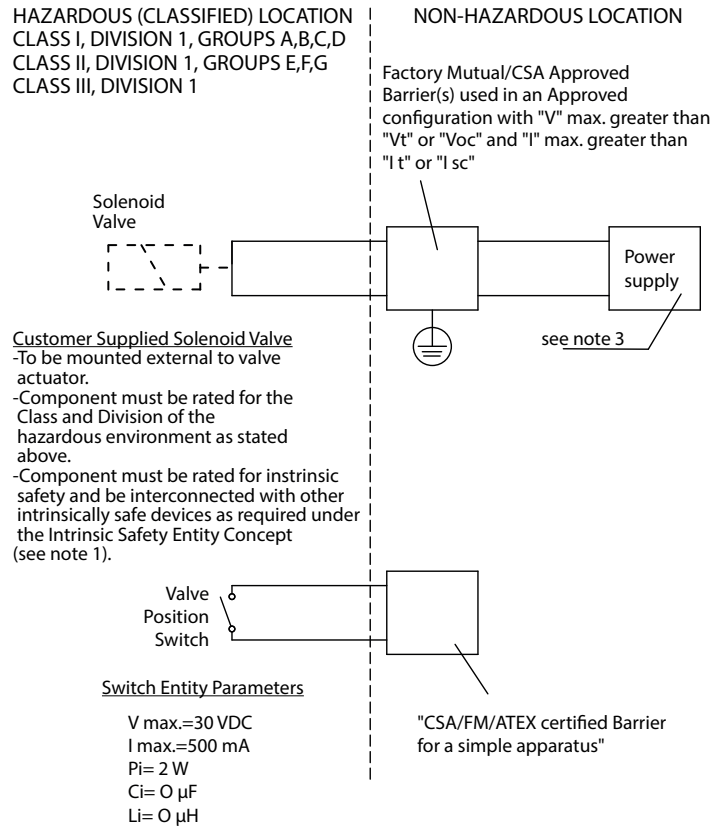 HAZARDOUS (CLASSIFIED) LOCATION
CLASS I, DIVISION 1, GROUPS A,B,C,D
CLASS II, DIVISION 1, GROUPS E,F,G
CLASS III, DIVISION 1
NON-HAZARDOUS LOCATION
Factory Mutual/CSA Approved
Barrier(s) used in an Approved
configuration with "V" max. greater than
"Vt" or "Voc" and "I" max. greater than
"I t" or "I sc"
Solenoid
Valve
Power
supply
see note 3
Customer Supplied Solenoid Valve
-To be mounted external to valve
actuator.
-Component must be rated for the
Class and Division of the
hazardous environment as stated
above.
-Component must be rated for instrinsic
safety and be interconnected with other
intrinsically safe devices as required under
the Intrinsic Safety Entity Concept
(see note 1).
Valve
Position
Switch
Switch Entity Parameters
V max.=30 VDC
I max.=500 mA
Pi= 2 W
Ci= O µF
Li= O µH
"CSA/FM/ATEX certified Barrier
for a simple apparatus"